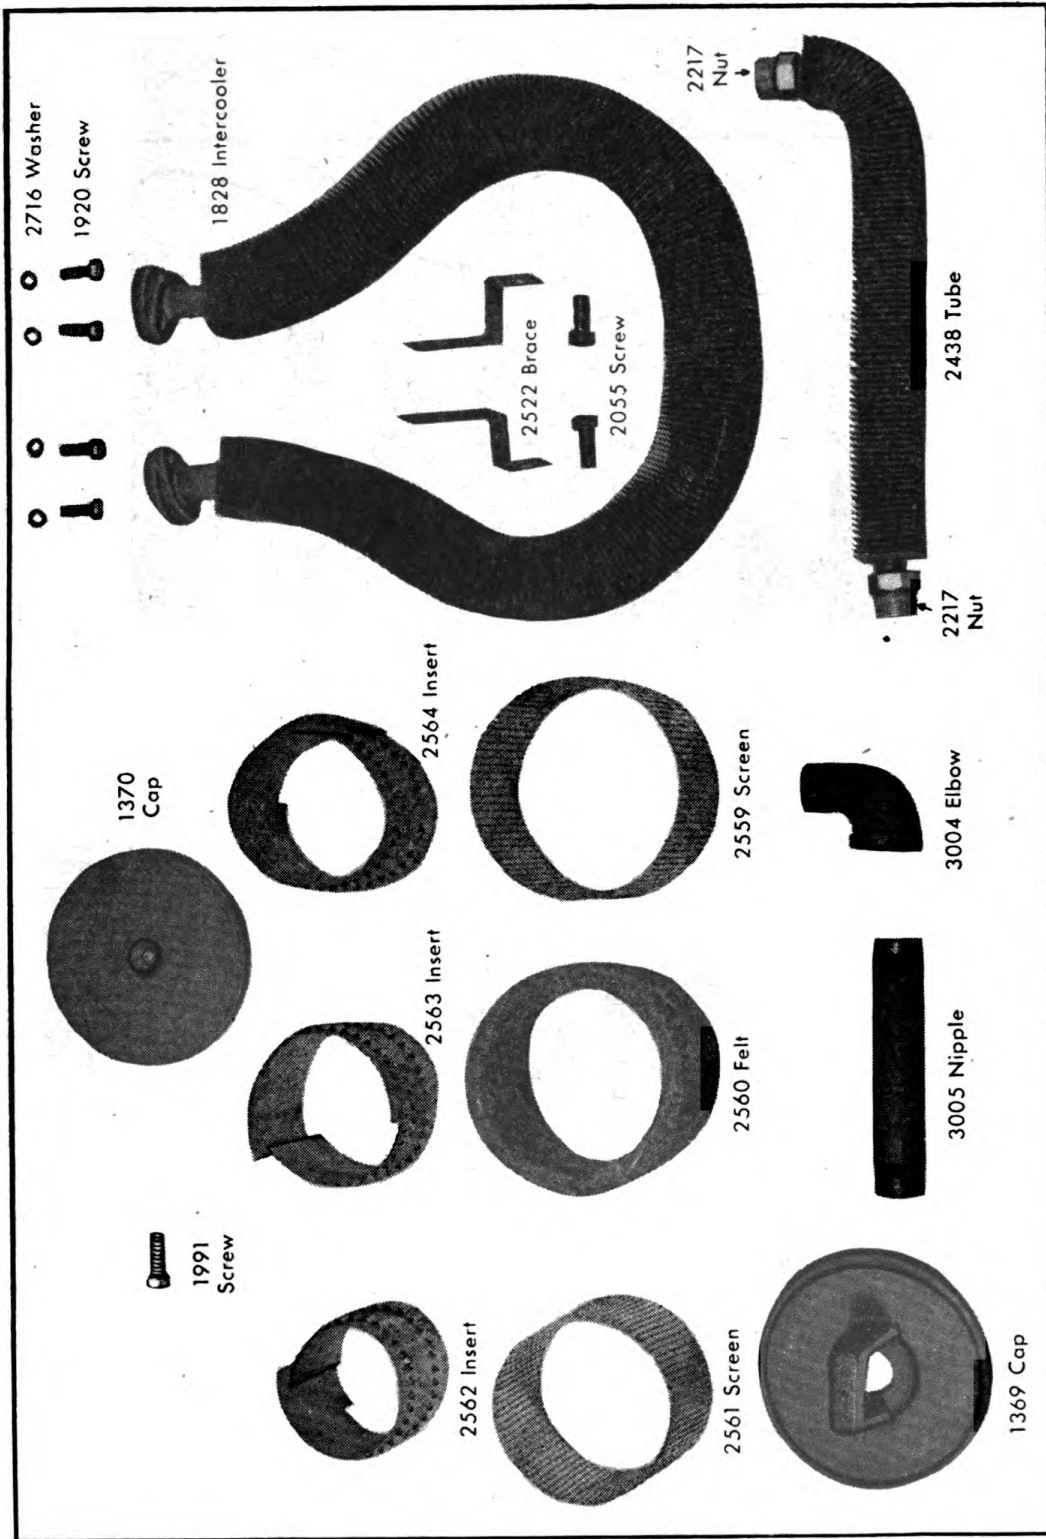 1991
Screw
1370
Cap
2716 Washer
1920 Screw
1828 Intercooler
2562 Insert
2563 Insert
2564 Insert
2522 Brace
2055 Screw
2561 Screen
2560 Felt
2559 Screen
2217
Nut
2217
Nut
1369 Cap
3005 Nipple
3004 Elbow
2438 Tube